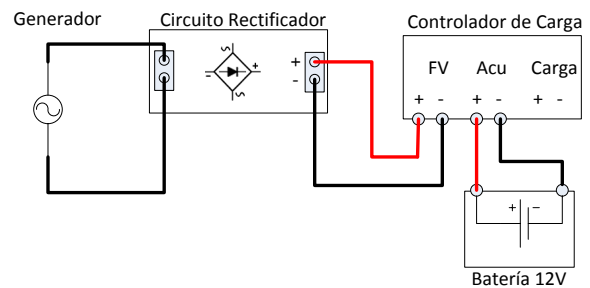 Generador
Circuito Rectificador
Controlador de Carga
+
-
FV Acu Carga
+ - + - + -
+ -
Batería 12V